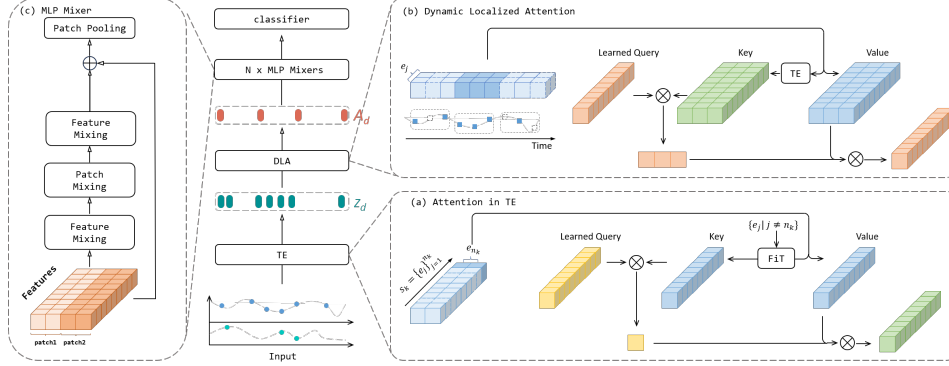 (c) MLP Mixer
Patch Pooling
Feature
Mixing
Patch
Mixing
Feature
Mixing
Features
patch1
patch2
classifier
N x MLP Mixers
A_d
DLA
z_d
TE
Input
(b) Dynamic Localized Attention
e_j
Time
Learned Query
Key
Value
TE
(a) Attention in TE
s_k = {e_j}_{j=1}^{n_k}
e_{n_k}
Learned Query
Key
Value
{e_j | j ≠ n_k}
FiT